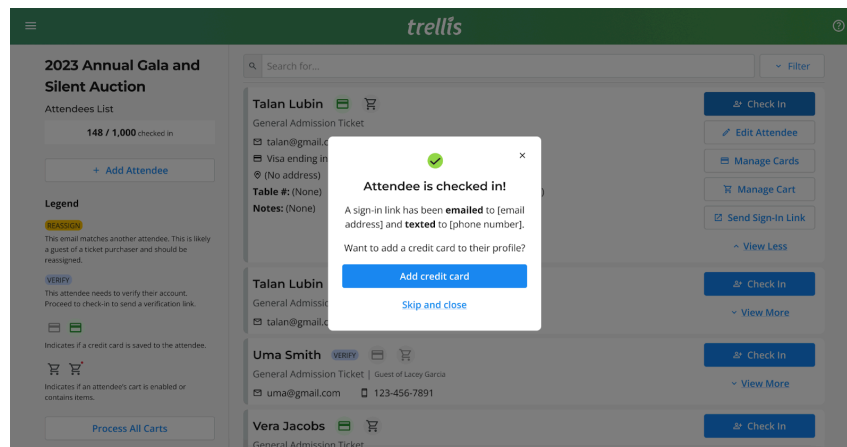 trellis
2023 Annual Gala and
Silent Auction
Attendees List
148 / 1,000 checked in
+ Add Attendee
Legend
REASSIGN
This email matches another attendee. This is likely
a guest of a ticket purchaser and should be
reassigned.
VERIFY
This attendee needs to verify their account.
Proceed to check-in to send a verification link.
Indicates if a credit card is saved to the attendee.
Indicates if an attendee's cart is enabled or
contains items.
Process All Carts
Search for...
Filter
Talan Lubin
General Admission Ticket
talan@gmail.c
Visa ending in
(No address)
Table #: (None)
)
Notes: (None)
Check In
Edit Attendee
Manage Cards
Manage Cart
Send Sign-In Link
View Less
Attendee is checked in!
A sign-in link has been emailed to [email
address] and texted to [phone number].
Want to add a credit card to their profile?
Add credit card
Skip and close
Talan Lubin
General Admissio
talan@gmail.c
Check In
View More
Uma Smith VERIFY
General Admission Ticket | Guest of Lacey Garcia
uma@gmail.com 123-456-7891
Check In
View More
Vera Jacobs
General Admission Ticket
Check In